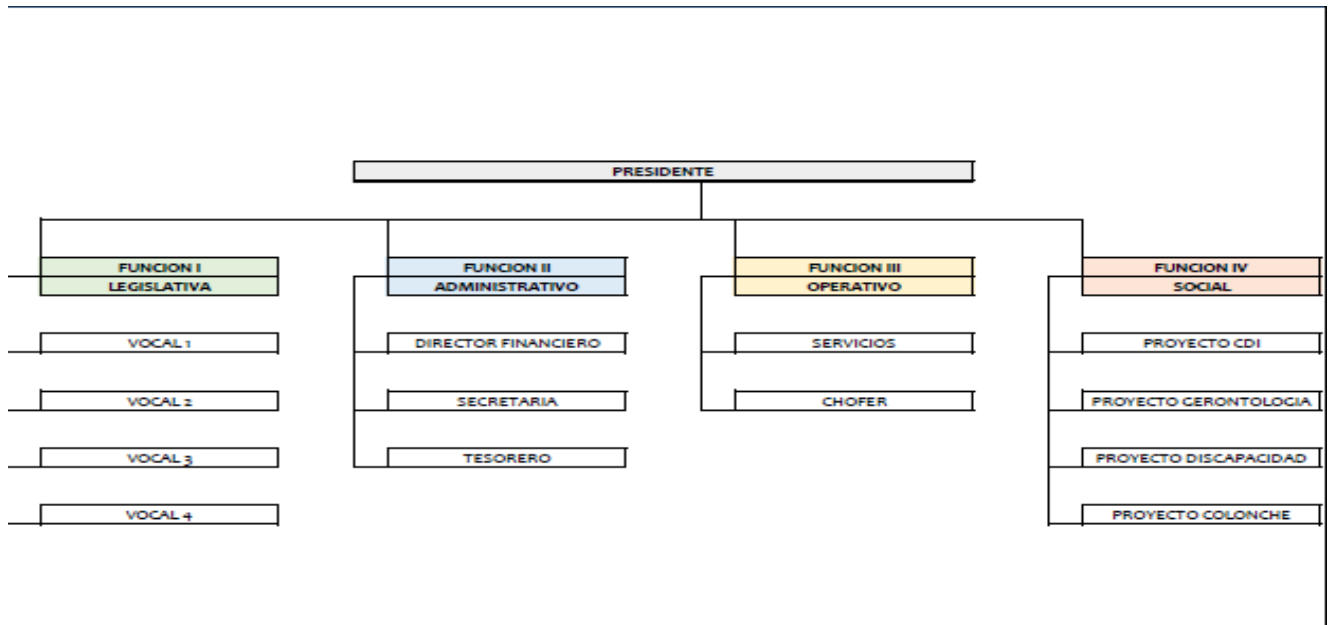 PRESIDENTE
FUNCION I
LEGISLATIVA
VOCAL 1
VOCAL 2
VOCAL 3
VOCAL 4
FUNCION II
ADMINISTRATIVO
DIRECTOR FINANCIERO
SECRETARIA
TESORERO
FUNCION III
OPERATIVO
SERVICIOS
CHOFER
FUNCION IV
SOCIAL
PROYECTO CDI
PROYECTO GERONTOLOGIA
PROYECTO DISCAPACIDAD
PROYECTO COLONCHE